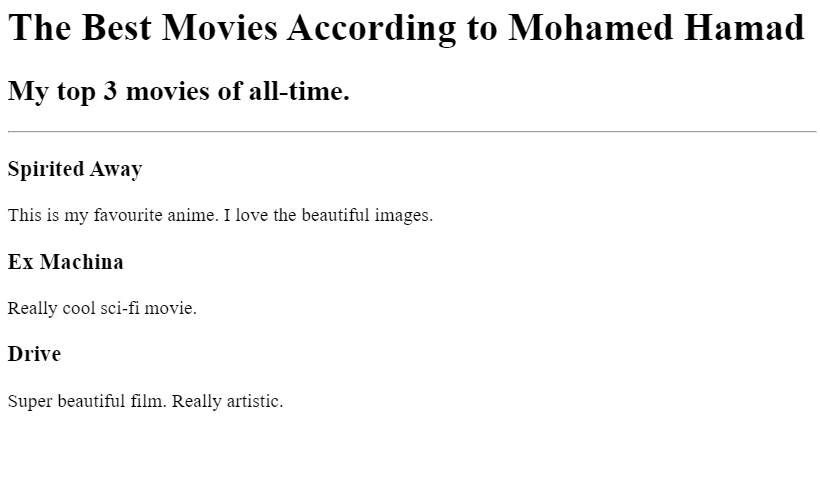 The Best Movies According to Mohamed Hamad
My top 3 movies of all-time.
Spirited Away
This is my favourite anime. I love the beautiful images.
Ex Machina
Really cool sci-fi movie.
Drive
Super beautiful film. Really artistic.